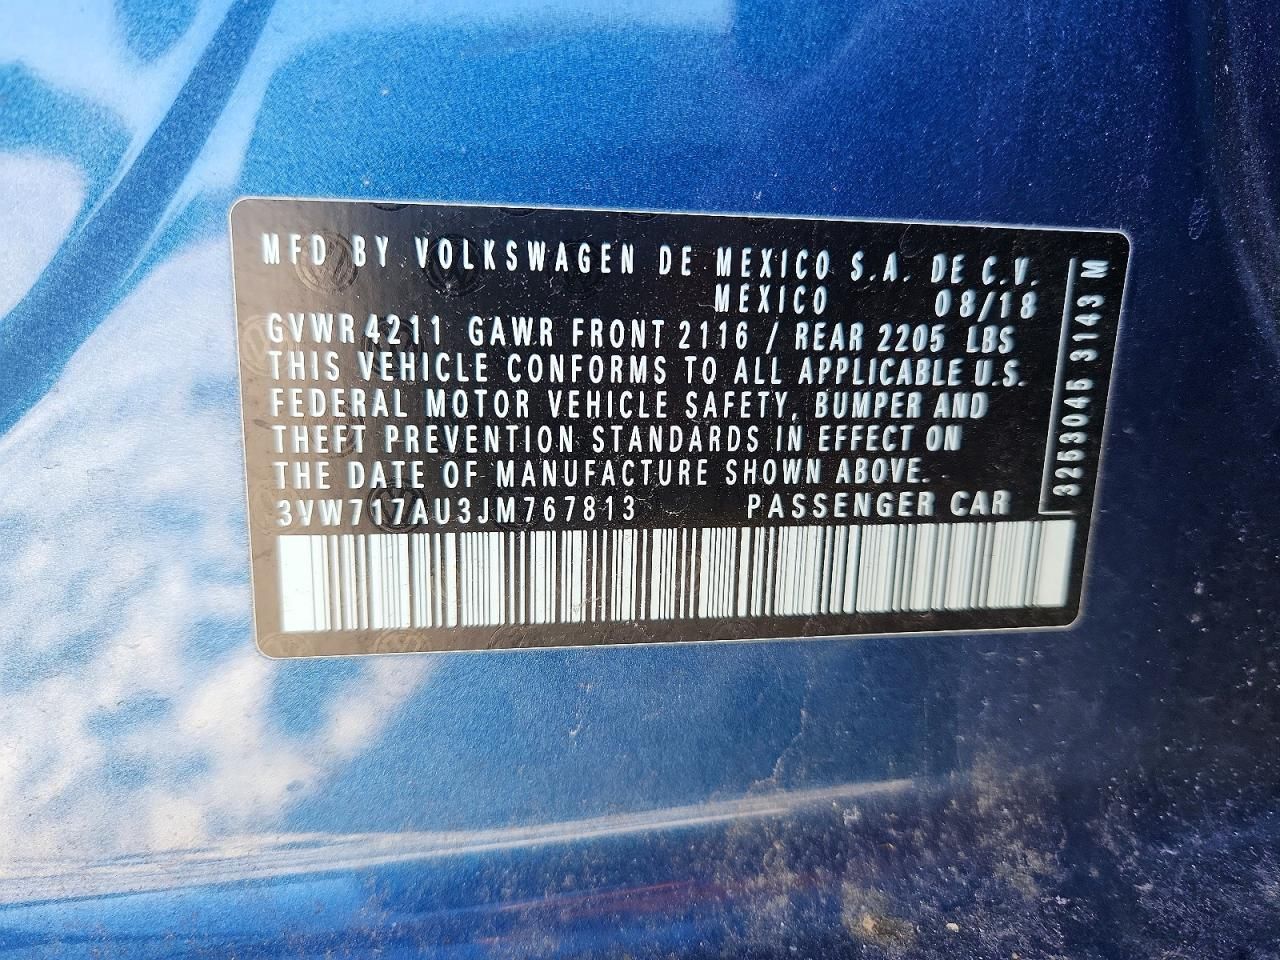 MFD BY VOLKSWAGEN DE MEXICO S.A. DE C.V.
MEXICO 08/18
GVWR 4211 GAWR FRONT 2116 / REAR 2205 LBS
THIS VEHICLE CONFORMS TO ALL APPLICABLE U.S.
FEDERAL MOTOR VEHICLE SAFETY, BUMPER AND
THEFT PREVENTION STANDARDS IN EFFECT ON
THE DATE OF MANUFACTURE SHOWN ABOVE.
3VW717AU3JM767813 PASSENGER CAR
3253045 3143 M